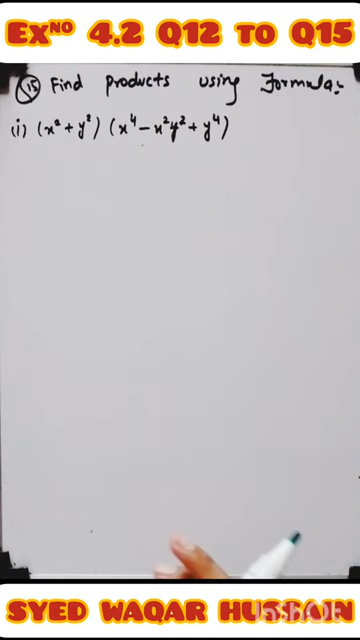 Exᴺᴼ 4.2 Q12 TO Q15
(15) Find products using Formula:
(i) (x² + y²) (x⁴ - x²y² + y⁴)
SYED WAQAR HUSSAIN
InShOt